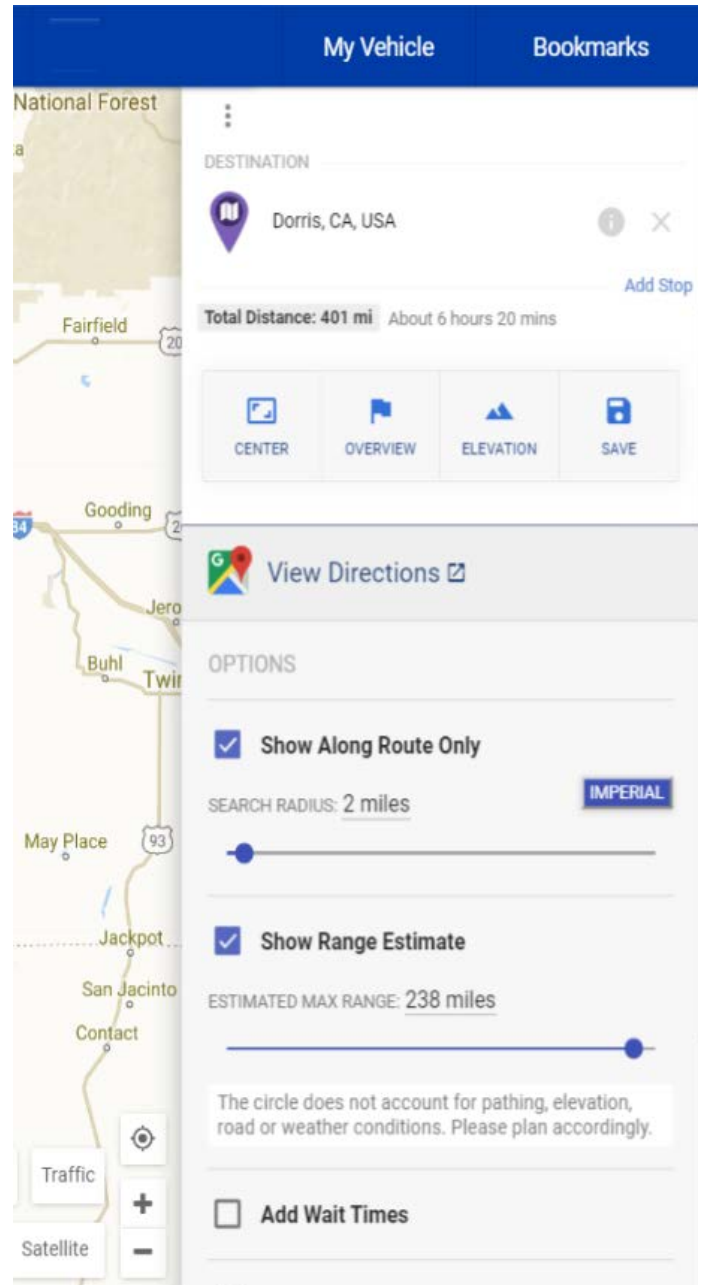 My Vehicle
Bookmarks
National Forest
DESTINATION
Dorris, CA, USA
Add Stop
Total Distance: 401 mi About 6 hours 20 mins
Fairfield
20
CENTER
OVERVIEW
ELEVATION
SAVE
Gooding
84
2
G
View Directions
Jero
Buhl
Twin
OPTIONS
Show Along Route Only
SEARCH RADIUS: 2 miles
IMPERIAL
May Place
93
Jackpot
Show Range Estimate
San Jacinto
ESTIMATED MAX RANGE: 238 miles
Contact
The circle does not account for pathing, elevation,
road or weather conditions. Please plan accordingly.
Traffic
Add Wait Times
Satellite